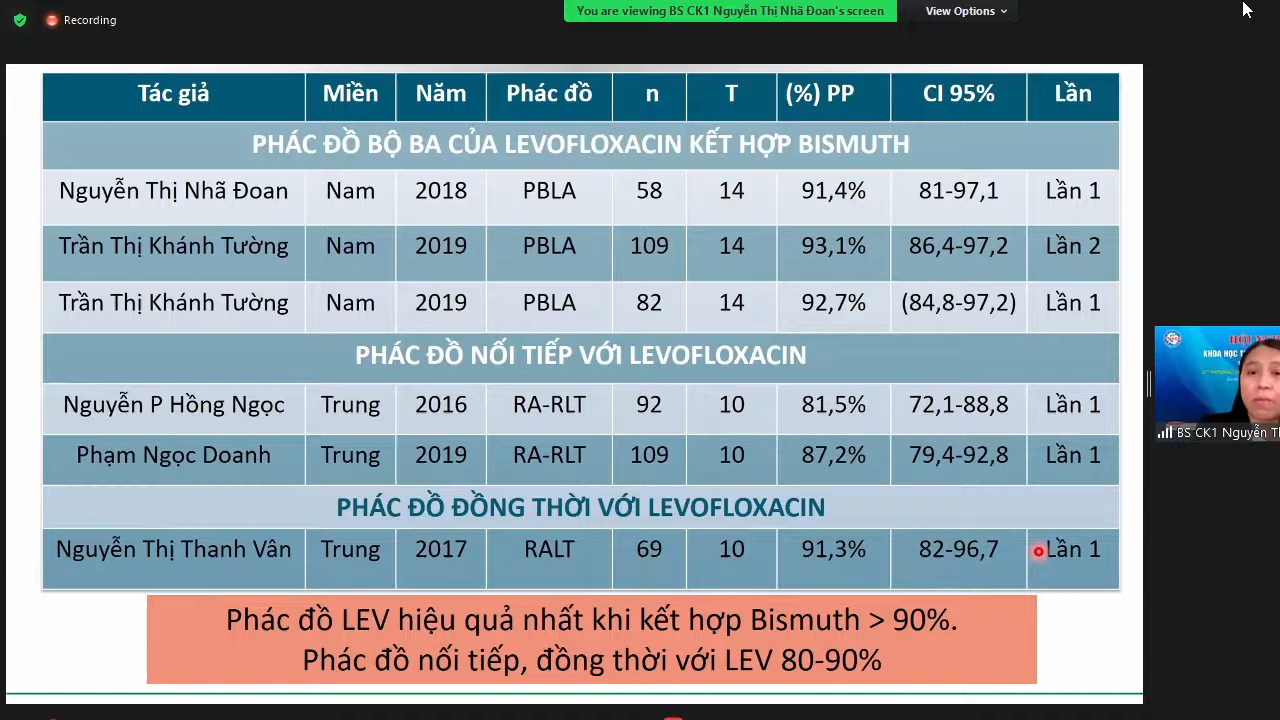 You are viewing BS CK1 Nguyễn Thị Nhã Đoan's screen
View Options
Recording
Tác giả Miền Năm Phác đồ n T (%) PP CI 95% Lần
PHÁC ĐỒ BỘ BA CỦA LEVOFLOXACIN KẾT HỢP BISMUTH
Nguyễn Thị Nhã Đoan Nam 2018 PBLA 58 14 91,4% 81-97,1 Lần 1
Trần Thị Khánh Tường Nam 2019 PBLA 109 14 93,1% 86,4-97,2 Lần 2
Trần Thị Khánh Tường Nam 2019 PBLA 82 14 92,7% (84,8-97,2) Lần 1
PHÁC ĐỒ NỐI TIẾP VỚI LEVOFLOXACIN
Nguyễn P Hồng Ngọc Trung 2016 RA-RLT 92 10 81,5% 72,1-88,8 Lần 1
Phạm Ngọc Doanh Trung 2019 RA-RLT 109 10 87,2% 79,4-92,8 Lần 1
PHÁC ĐỒ ĐỒNG THỜI VỚI LEVOFLOXACIN
Nguyễn Thị Thanh Vân Trung 2017 RALT 69 10 91,3% 82-96,7 Lần 1
Phác đồ LEV hiệu quả nhất khi kết hợp Bismuth > 90%.
Phác đồ nối tiếp, đồng thời với LEV 80-90%
KHOA HỌC
BS CK1 Nguyễn